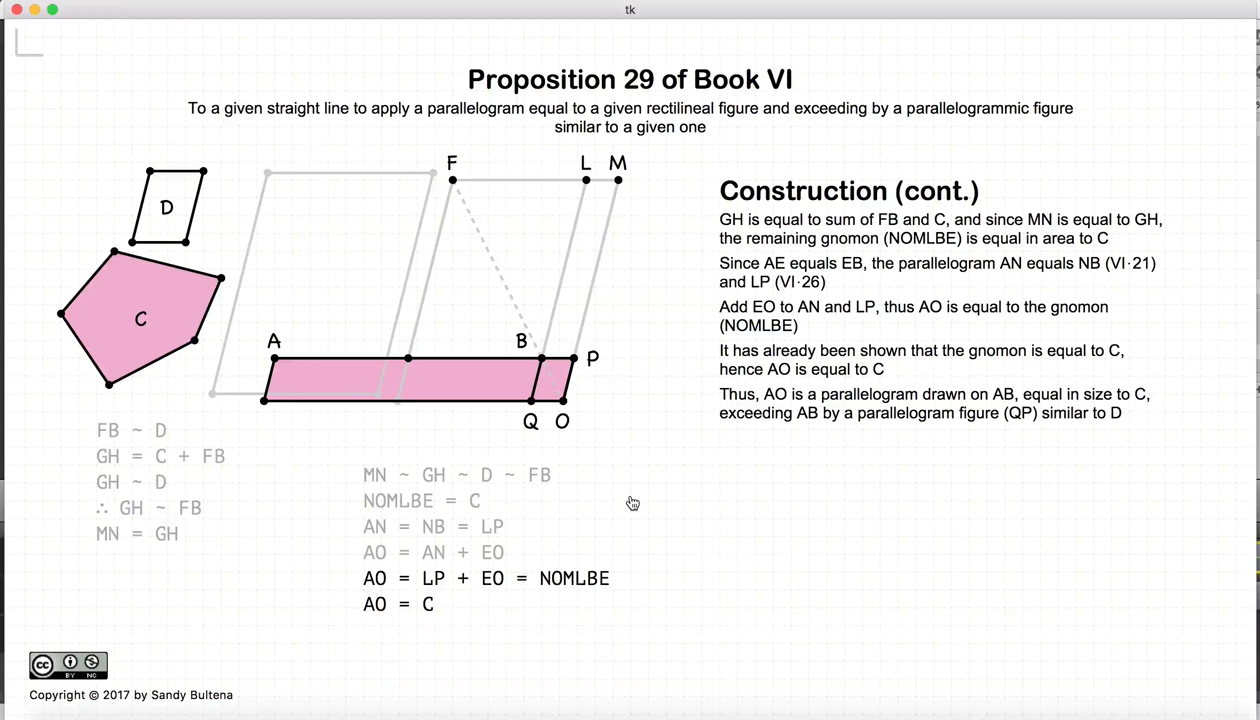 tk
Proposition 29 of Book VI
To a given straight line to apply a parallelogram equal to a given rectilineal figure and exceeding by a parallelogrammic figure
similar to a given one
F L M
D
C
A B P
Q O
Construction (cont.)
GH is equal to sum of FB and C, and since MN is equal to GH,
the remaining gnomon (NOMLBE) is equal in area to C
Since AE equals EB, the parallelogram AN equals NB (VI·21)
and LP (VI·26)
Add EO to AN and LP, thus AO is equal to the gnomon
(NOMLBE)
It has already been shown that the gnomon is equal to C,
hence AO is equal to C
Thus, AO is a parallelogram drawn on AB, equal in size to C,
exceeding AB by a parallelogram figure (QP) similar to D
FB ~ D
GH = C + FB
GH ~ D
∴ GH ~ FB
MN = GH
MN ~ GH ~ D ~ FB
NOMLBE = C
AN = NB = LP
AO = AN + EO
AO = LP + EO = NOMLBE
AO = C
cc BY NC
Copyright © 2017 by Sandy Bultena